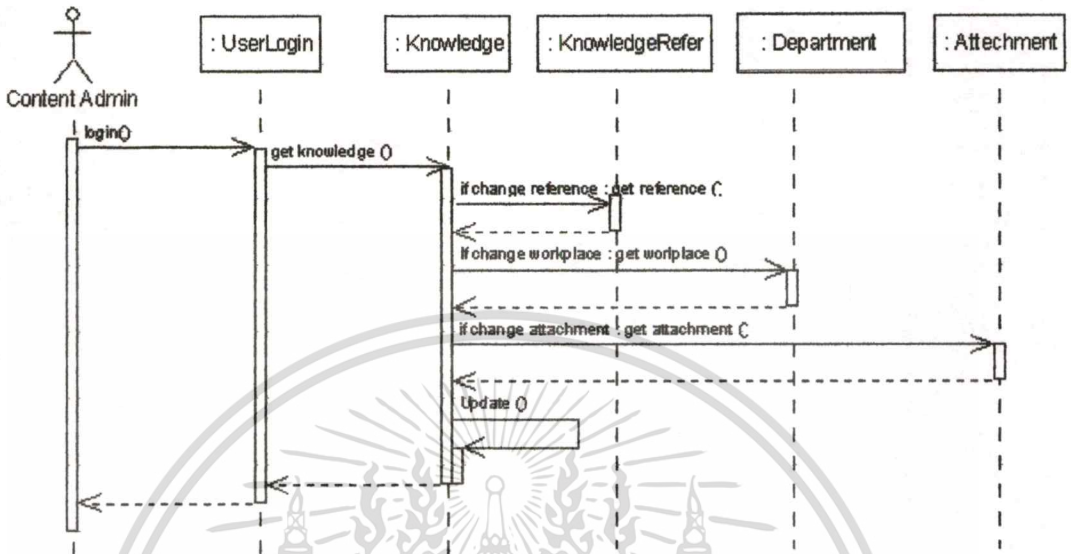 : UserLogin
: Knowledge
: KnowledgeRefer
: Department
: Attechment
Content Admin
login()
get knowledge ()
if change reference : get reference (
If change workplace : get worlplace ()
if change attachment : get attachment (
Update ()